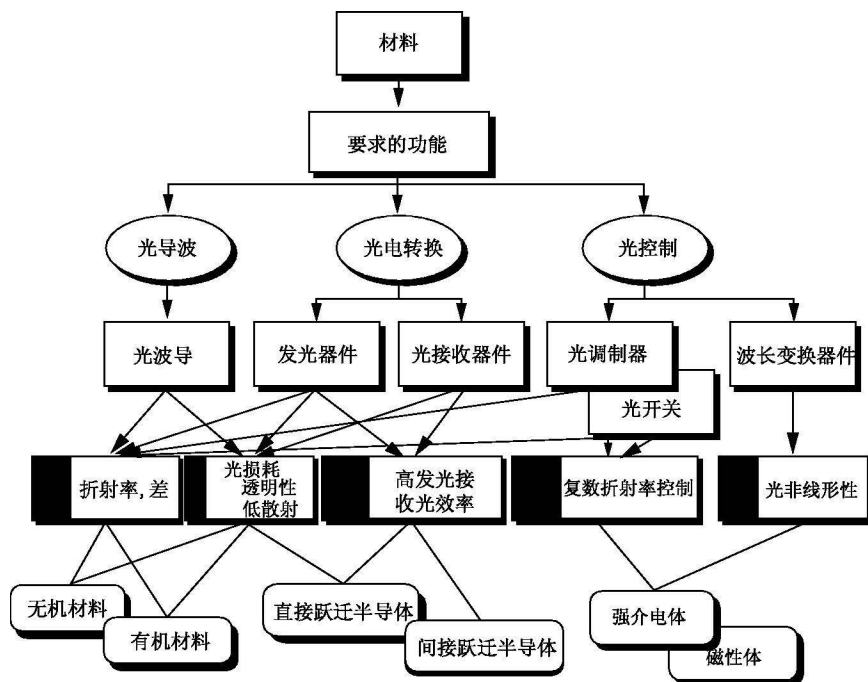 材料
要求的功能
光导波
光电转换
光控制
光波导
发光器件
光接收器件
光调制器
波长变换器件
光开关
折射率,差
光损耗
透明性
低散射
高发光接
收光效率
复数折射率控制
光非线形性
无机材料
有机材料
直接跃迁半导体
间接跃迁半导体
强介电体
磁性体